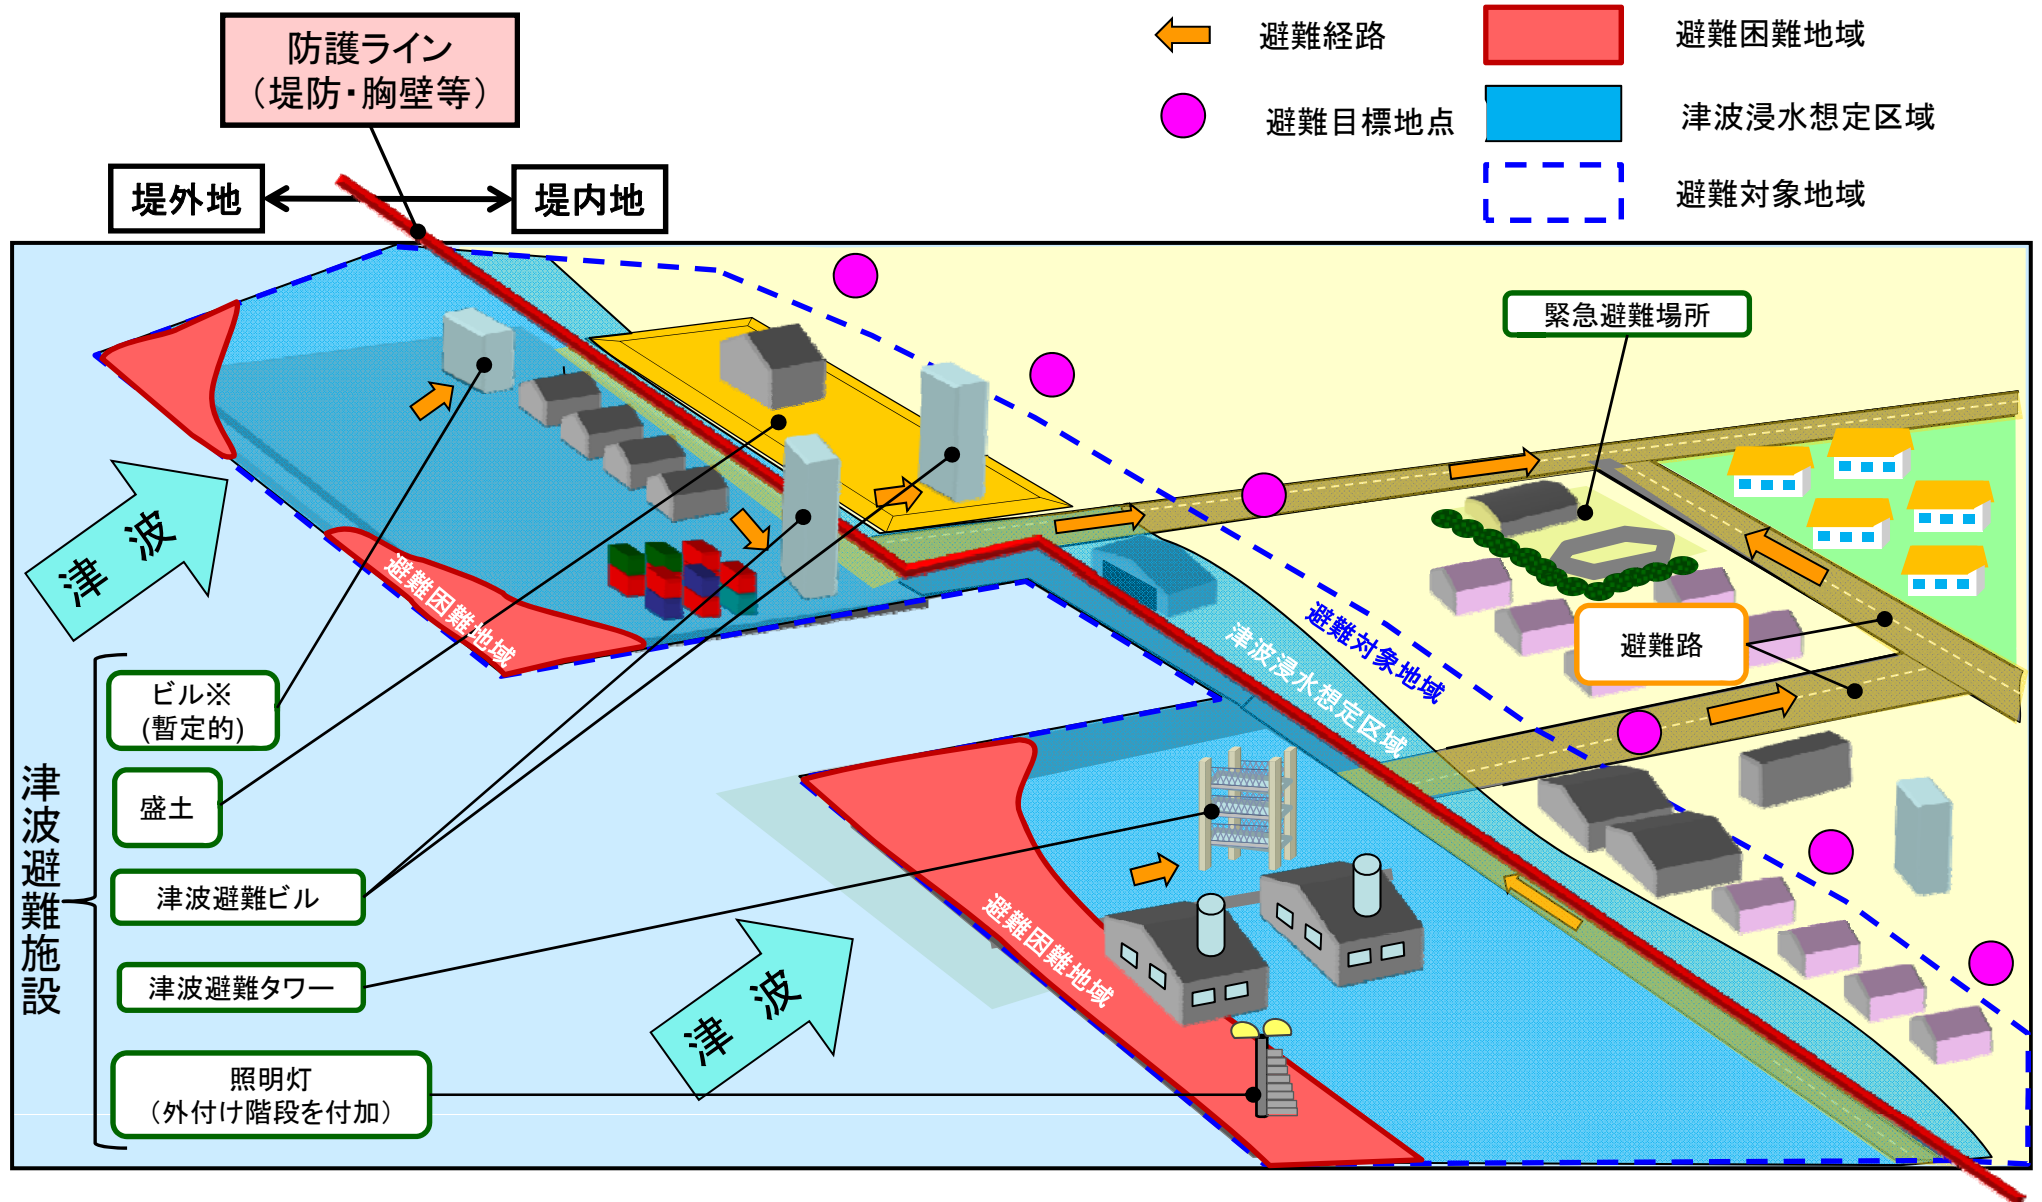 防護ライン
（堤防・胸壁等）
避難経路
避難困難地域
避難目標地点
津波浸水想定区域
避難対象地域
堤外地
堤内地
緊急避難場所
津 波
避難困難地域
避難対象地域
津波浸水想定区域
避難路
津波避難施設
ビル※
(暫定的)
盛土
津波避難ビル
津波避難タワー
照明灯
（外付け階段を付加）
避難困難地域
津 波